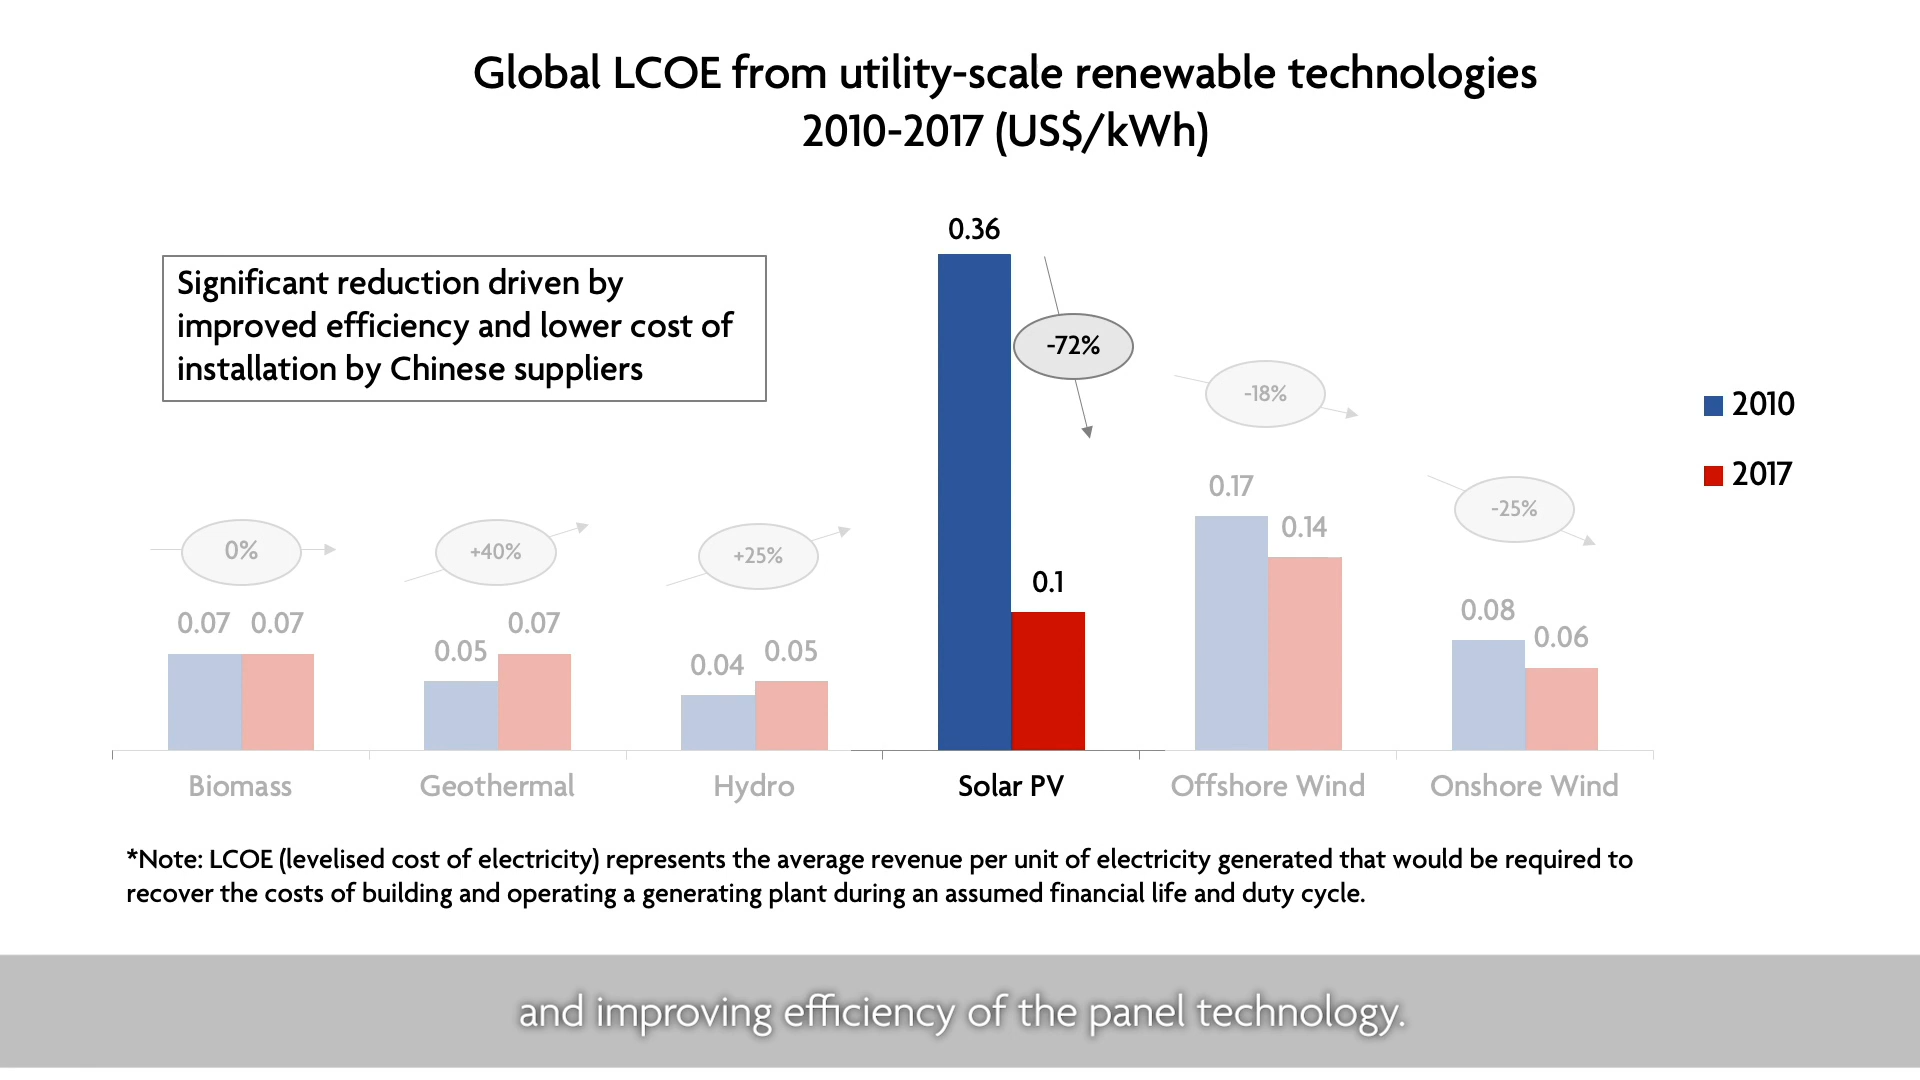 Global LCOE from utility-scale renewable technologies
2010-2017 (US$/kWh)
Significant reduction driven by
improved efficiency and lower cost of
installation by Chinese suppliers
0.36
-72%
0.1
-18%
0.17
0.14
-25%
0.08
0.06
2010
2017
0%
0.07 0.07
+40%
0.05
0.07
+25%
0.04
0.05
Biomass
Geothermal
Hydro
Solar PV
Offshore Wind
Onshore Wind
*Note: LCOE (levelised cost of electricity) represents the average revenue per unit of electricity generated that would be required to
recover the costs of building and operating a generating plant during an assumed financial life and duty cycle.
and improving efficiency of the panel technology.